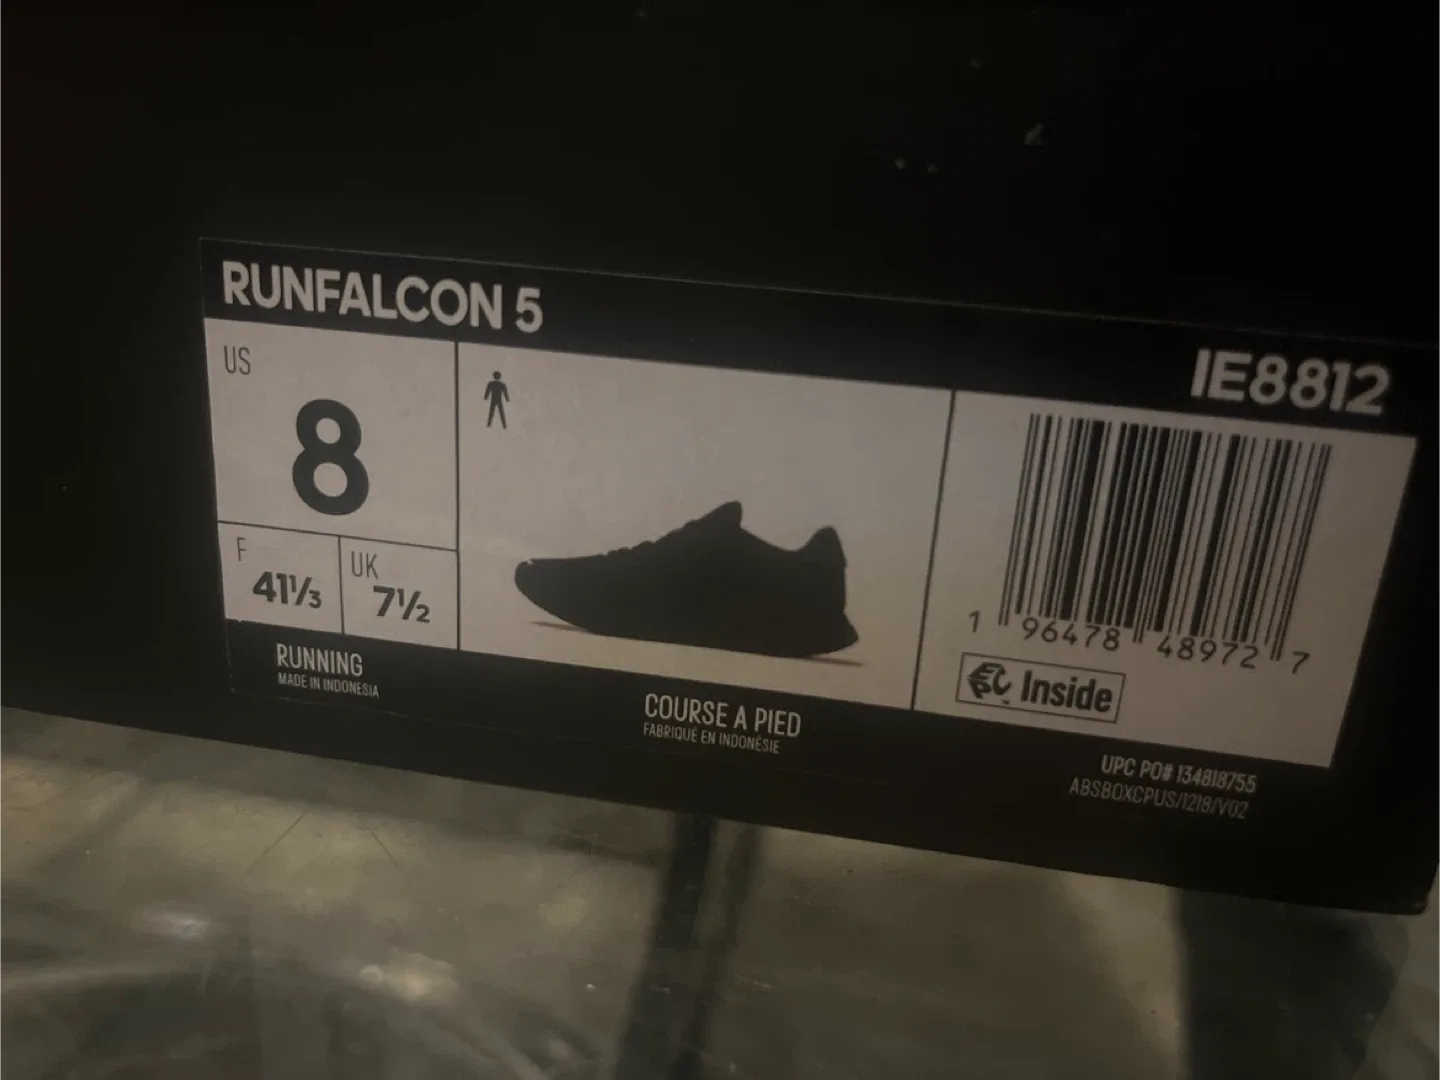 RUNFALCON 5
IE8812
US
8
F
41⅓
UK
7½
1 96478 48972 7
EPC Inside
RUNNING
MADE IN INDONESIA
COURSE A PIED
FABRIQUÉ EN INDONÉSIE
UPC PO# 134818755
ABSBOXCPUS/1218/V02